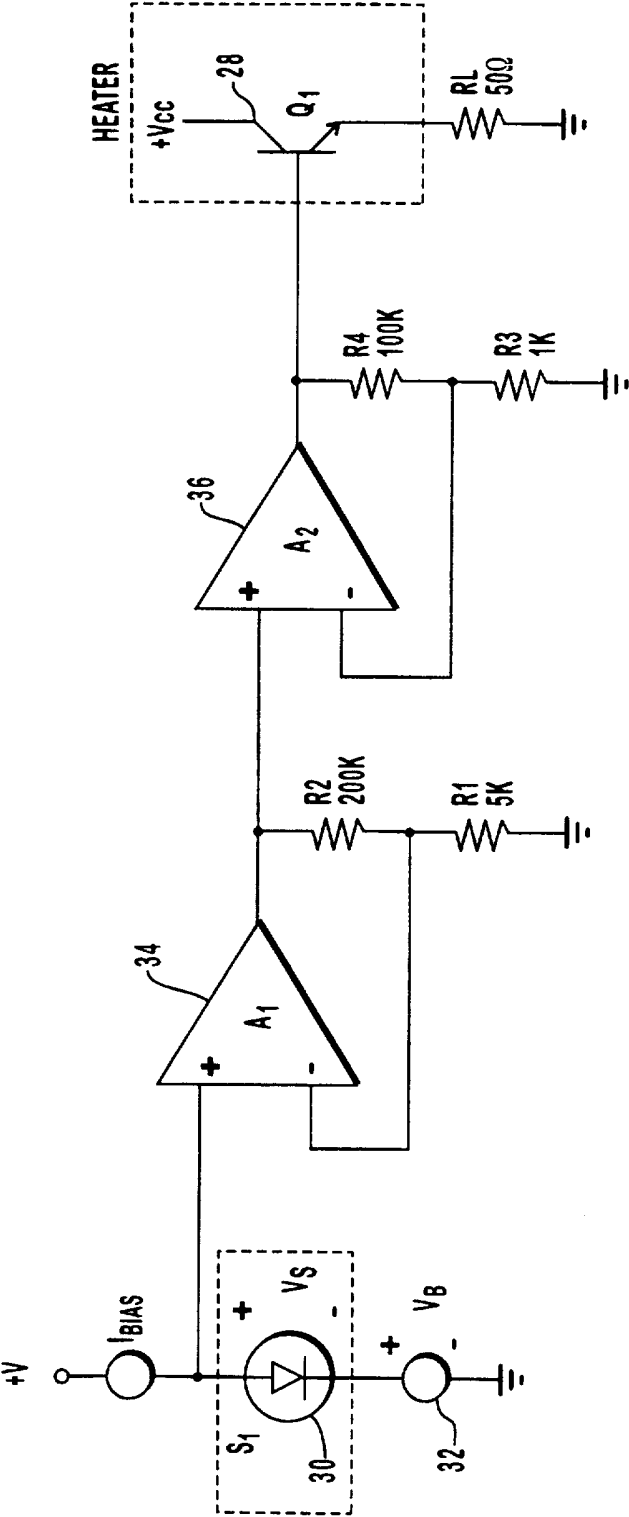 +V
I BIAS
S1
+
VS
-
30
+
VB
-
32
34
A1
+
-
R2
200K
R1
5K
36
A2
+
-
R4
100K
R3
1K
HEATER
+VCC
28
Q1
RL
50Ω